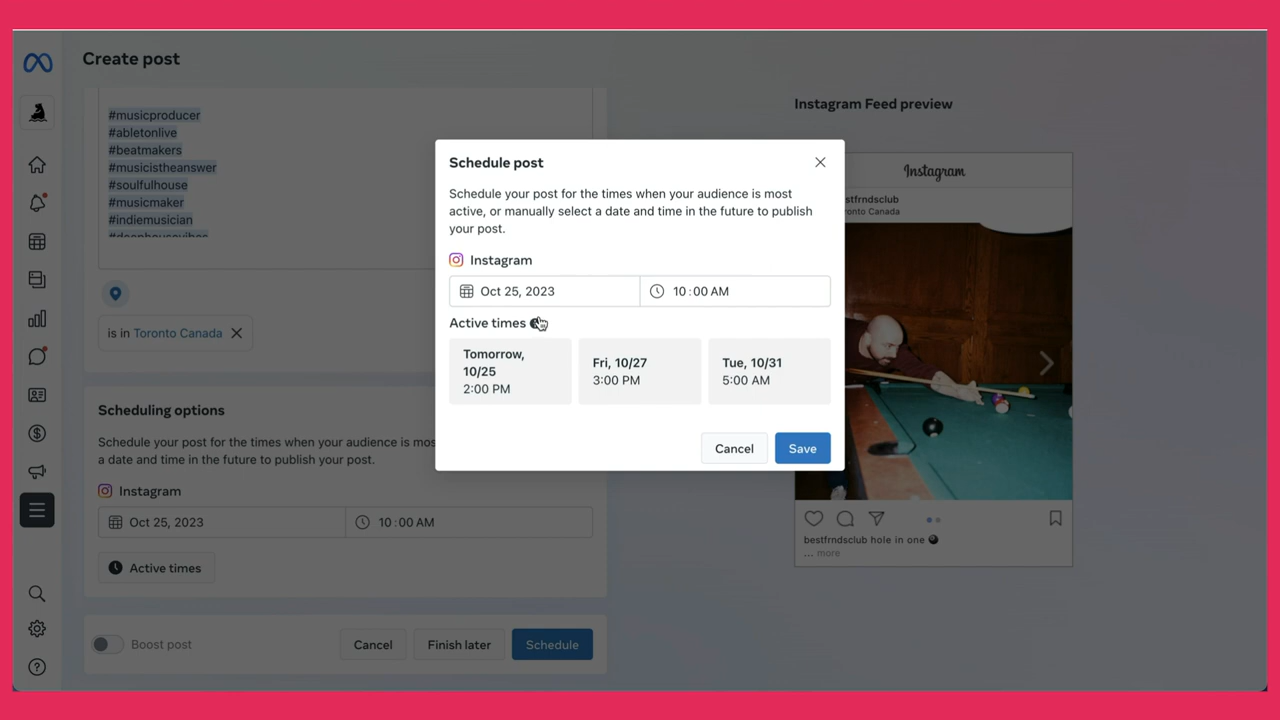 Create post
#musicproducer
#abletonlive
#beatmakers
#musicistheanswer
#soulfulhouse
#musicmaker
#indiemusician
#deephousevibes
is in Toronto Canada
Scheduling options
Schedule your post for the times when your audience is mos
a date and time in the future to publish your post.
Instagram
Oct 25, 2023
10:00 AM
Active times
Boost post
Cancel
Finish later
Schedule
Schedule post
Schedule your post for the times when your audience is most
active, or manually select a date and time in the future to publish
your post.
Instagram
Oct 25, 2023
10:00 AM
Active times
Tomorrow,
10/25
2:00 PM
Fri, 10/27
3:00 PM
Tue, 10/31
5:00 AM
Cancel
Save
Instagram Feed preview
Instagram
stfrndsclub
ronto Canada
bestfrndsclub hole in one
... more